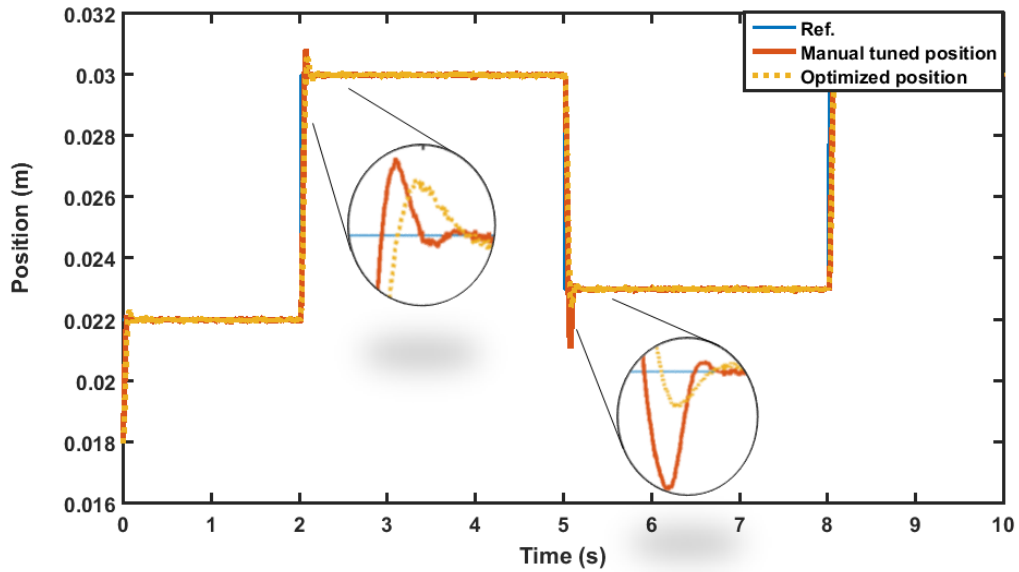 0.032
0.03
0.028
0.026
0.024
0.022
0.02
0.018
0.016
Position (m)
Ref.
Manual tuned position
Optimized position
0 1 2 3 4 5 6 7 8 9 10
Time (s)